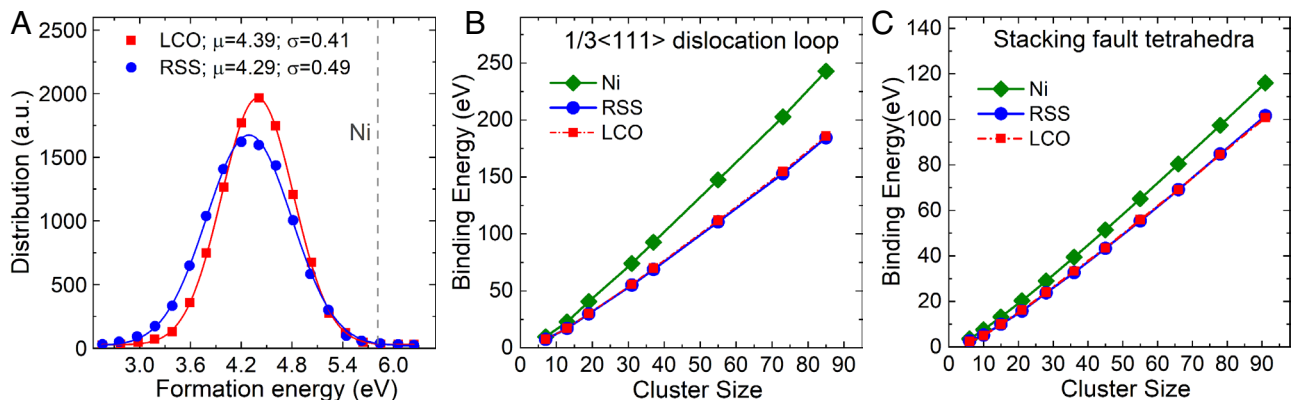 A
LCO; μ=4.39; σ=0.41
RSS; μ=4.29; σ=0.49
Ni
2500
2000
1500
1000
500
0
Distribution (a.u.)
3.0 3.6 4.2 4.8 5.4 6.0
Formation energy (eV)
B
1/3<111> dislocation loop
Ni
RSS
LCO
250
200
150
100
50
0
Binding Energy (eV)
0 10 20 30 40 50 60 70 80 90
Cluster Size
C
Stacking fault tetrahedra
Ni
RSS
LCO
140
120
100
80
60
40
20
0
Binding Energy(eV)
0 10 20 30 40 50 60 70 80 90
Cluster Size